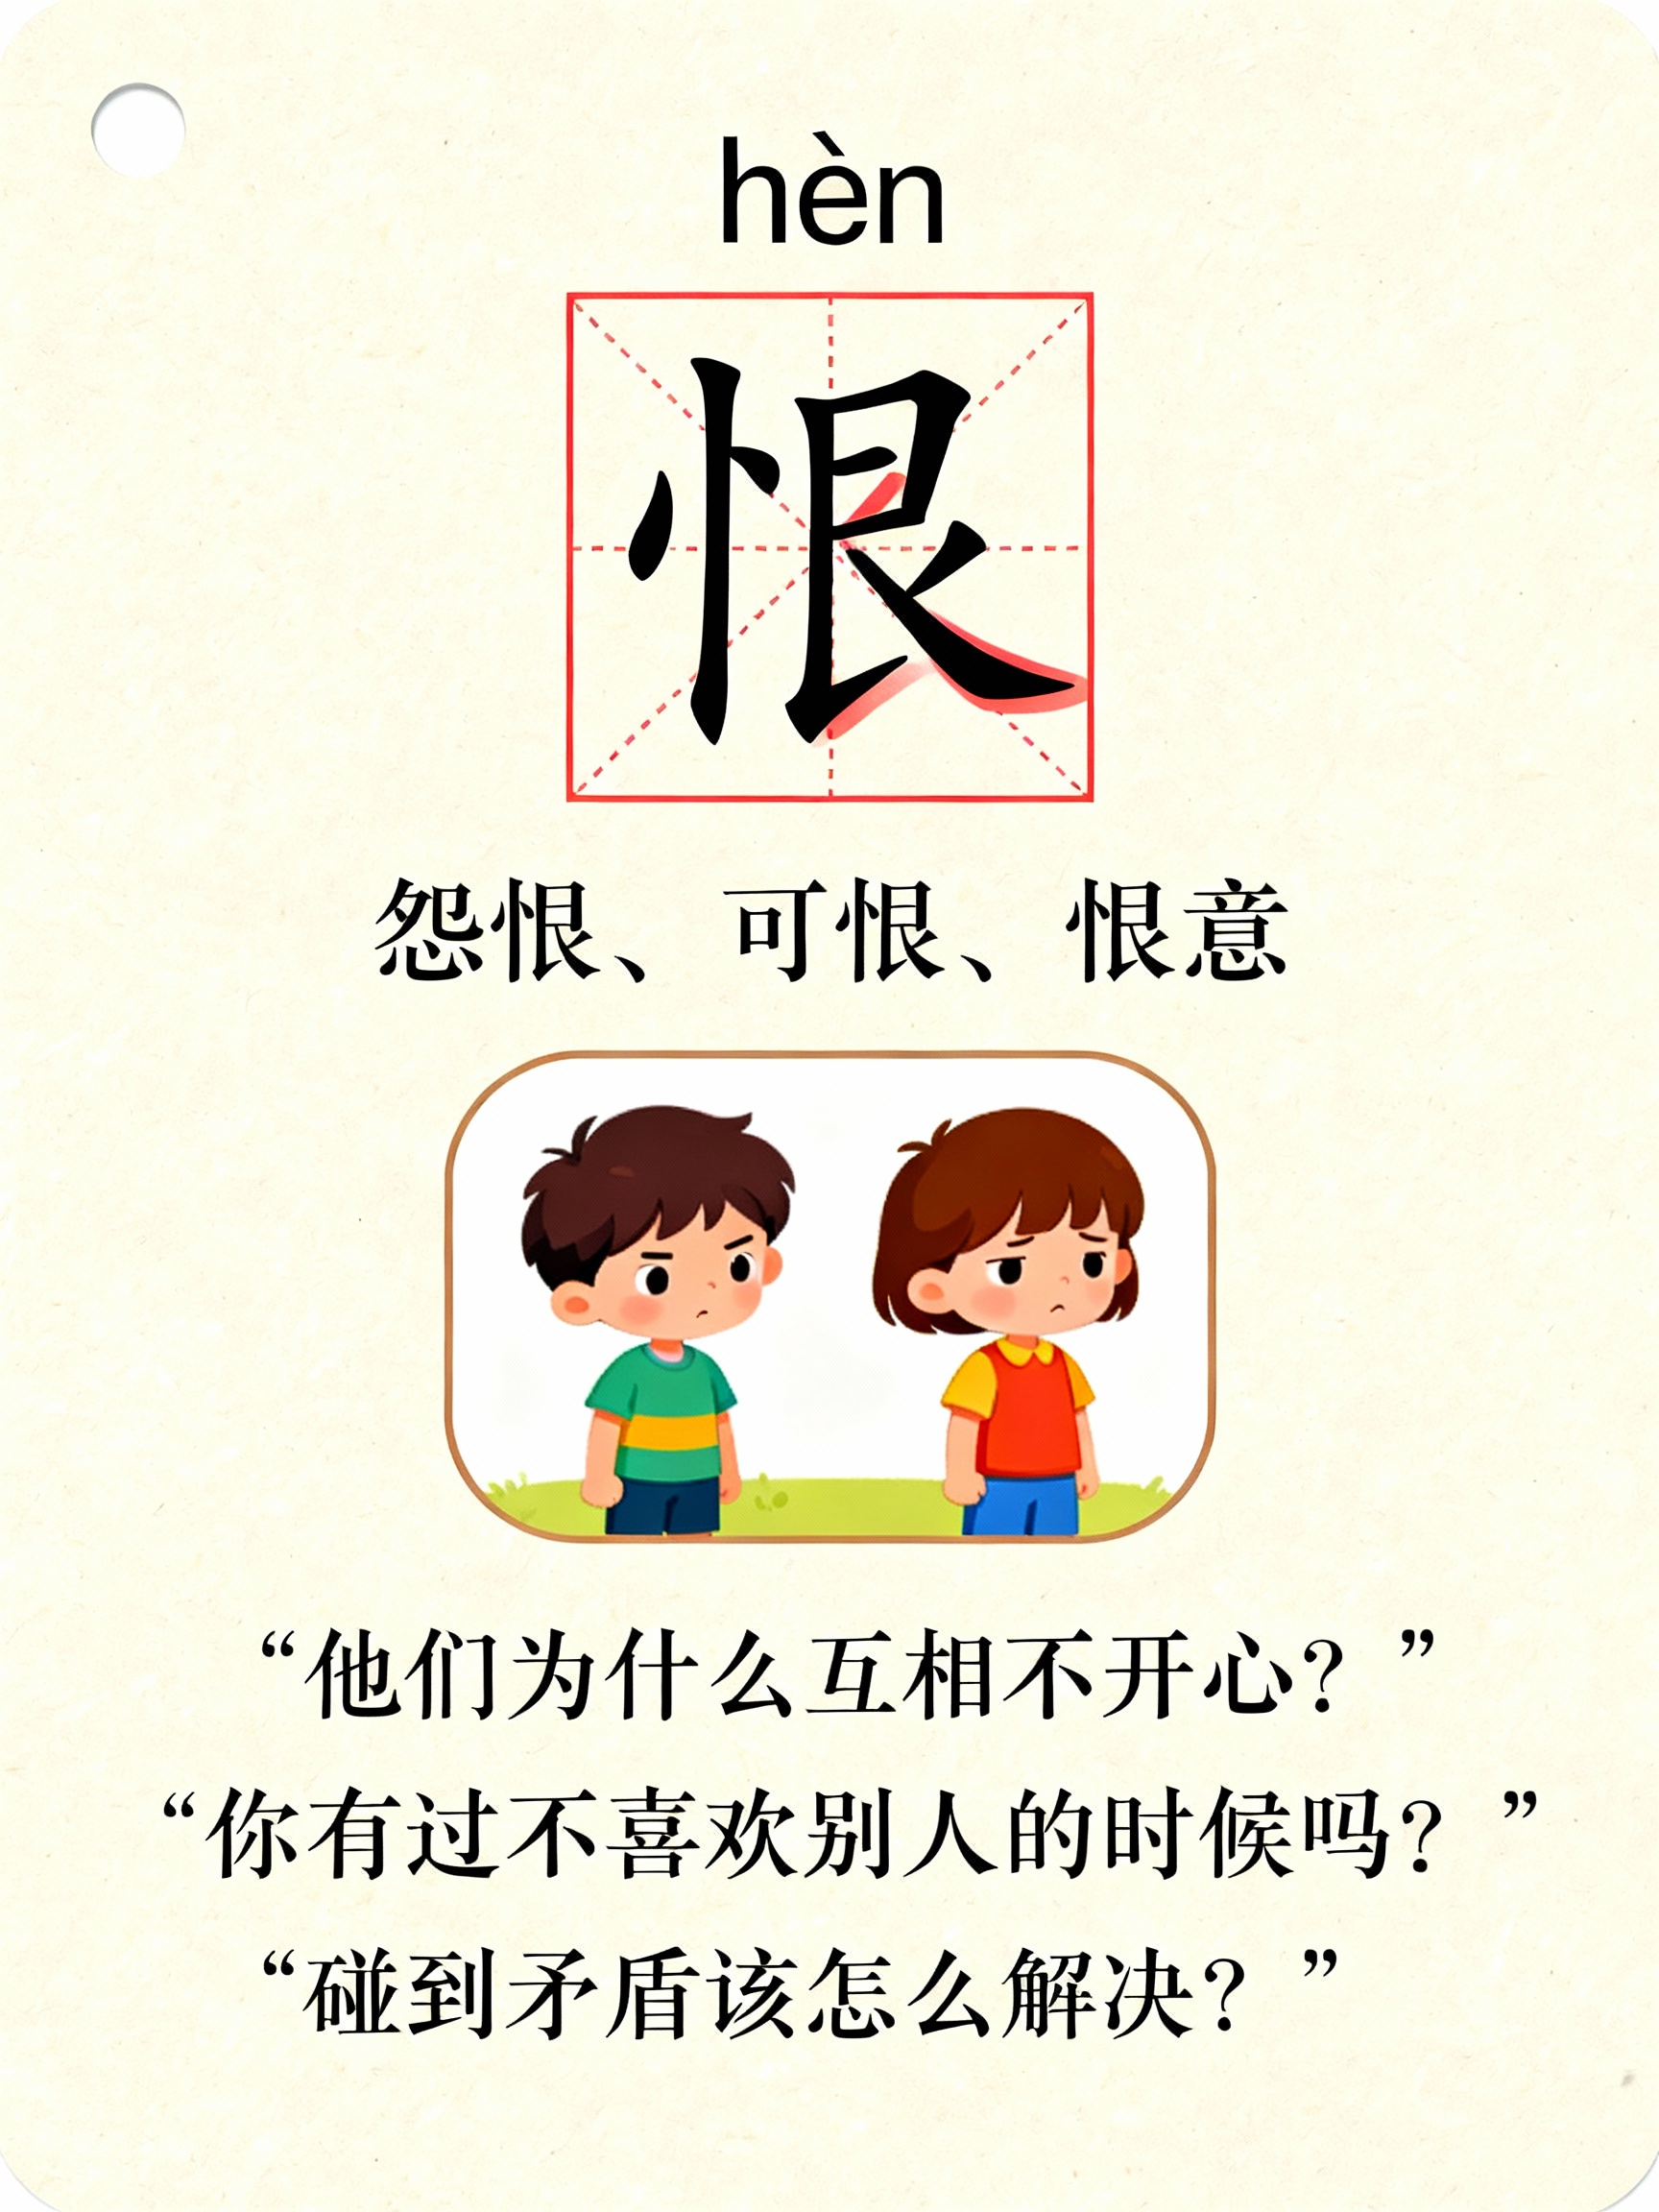 hèn
恨
怨恨、可恨、恨意
“他们为什么互相不开心？”
“你有过不喜欢别人的时候吗？”
“碰到矛盾该怎么解决？”